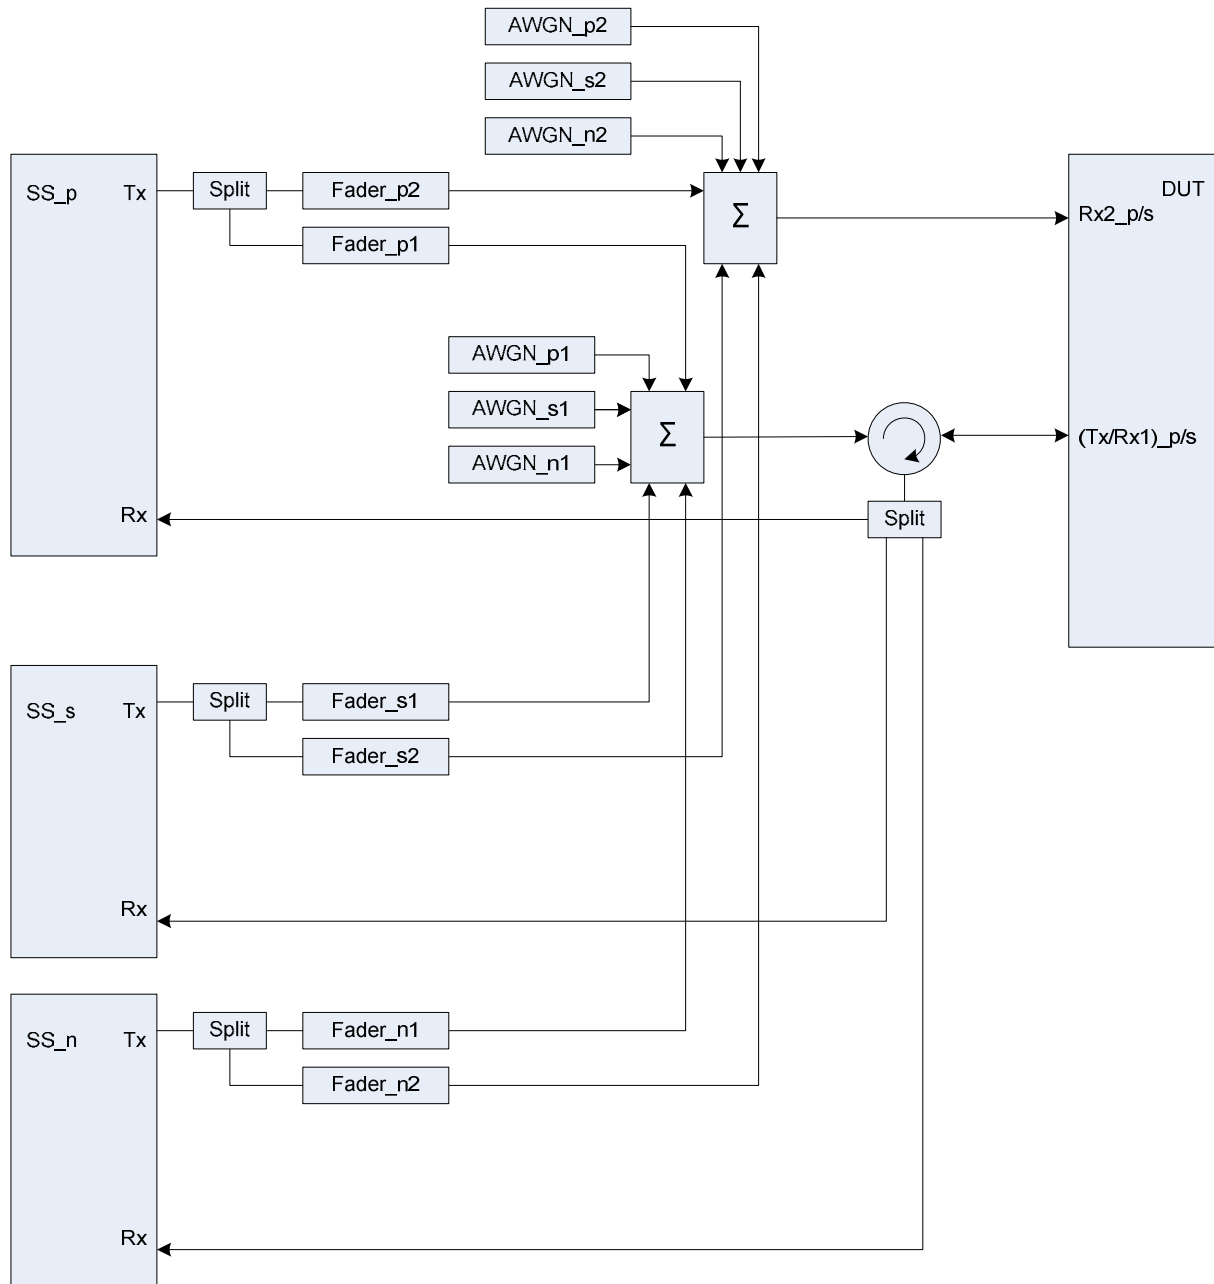 AWGN_p2
AWGN_s2
AWGN_n2
SS_p
Tx
Split
Fader_p2
Σ
DUT
Rx2_p/s
Fader_p1
AWGN_p1
AWGN_s1
Σ
(Tx/Rx1)_p/s
AWGN_n1
Rx
Split
SS_s
Tx
Split
Fader_s1
Fader_s2
Rx
SS_n
Tx
Split
Fader_n1
Fader_n2
Rx